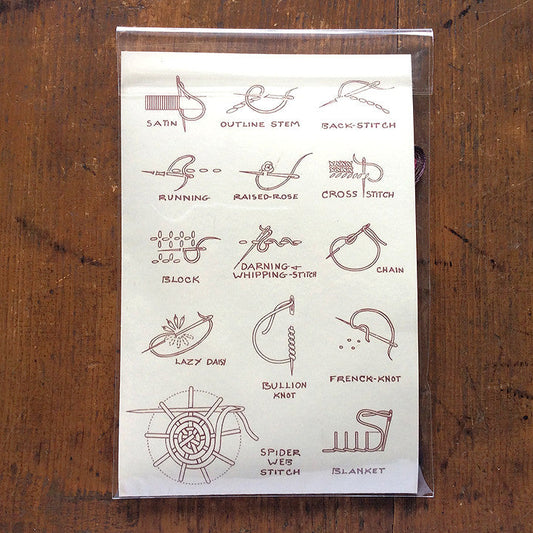 SATIN
OUTLINE STEM
BACK-STITCH
RUNNING
RAISED-ROSE
CROSS STITCH
BLOCK
DARNING &
WHIPPING-STITCH
CHAIN
LAZY DAISY
BULLION
KNOT
FRENCK-KNOT
SPIDER
WEB
STITCH
BLANKET